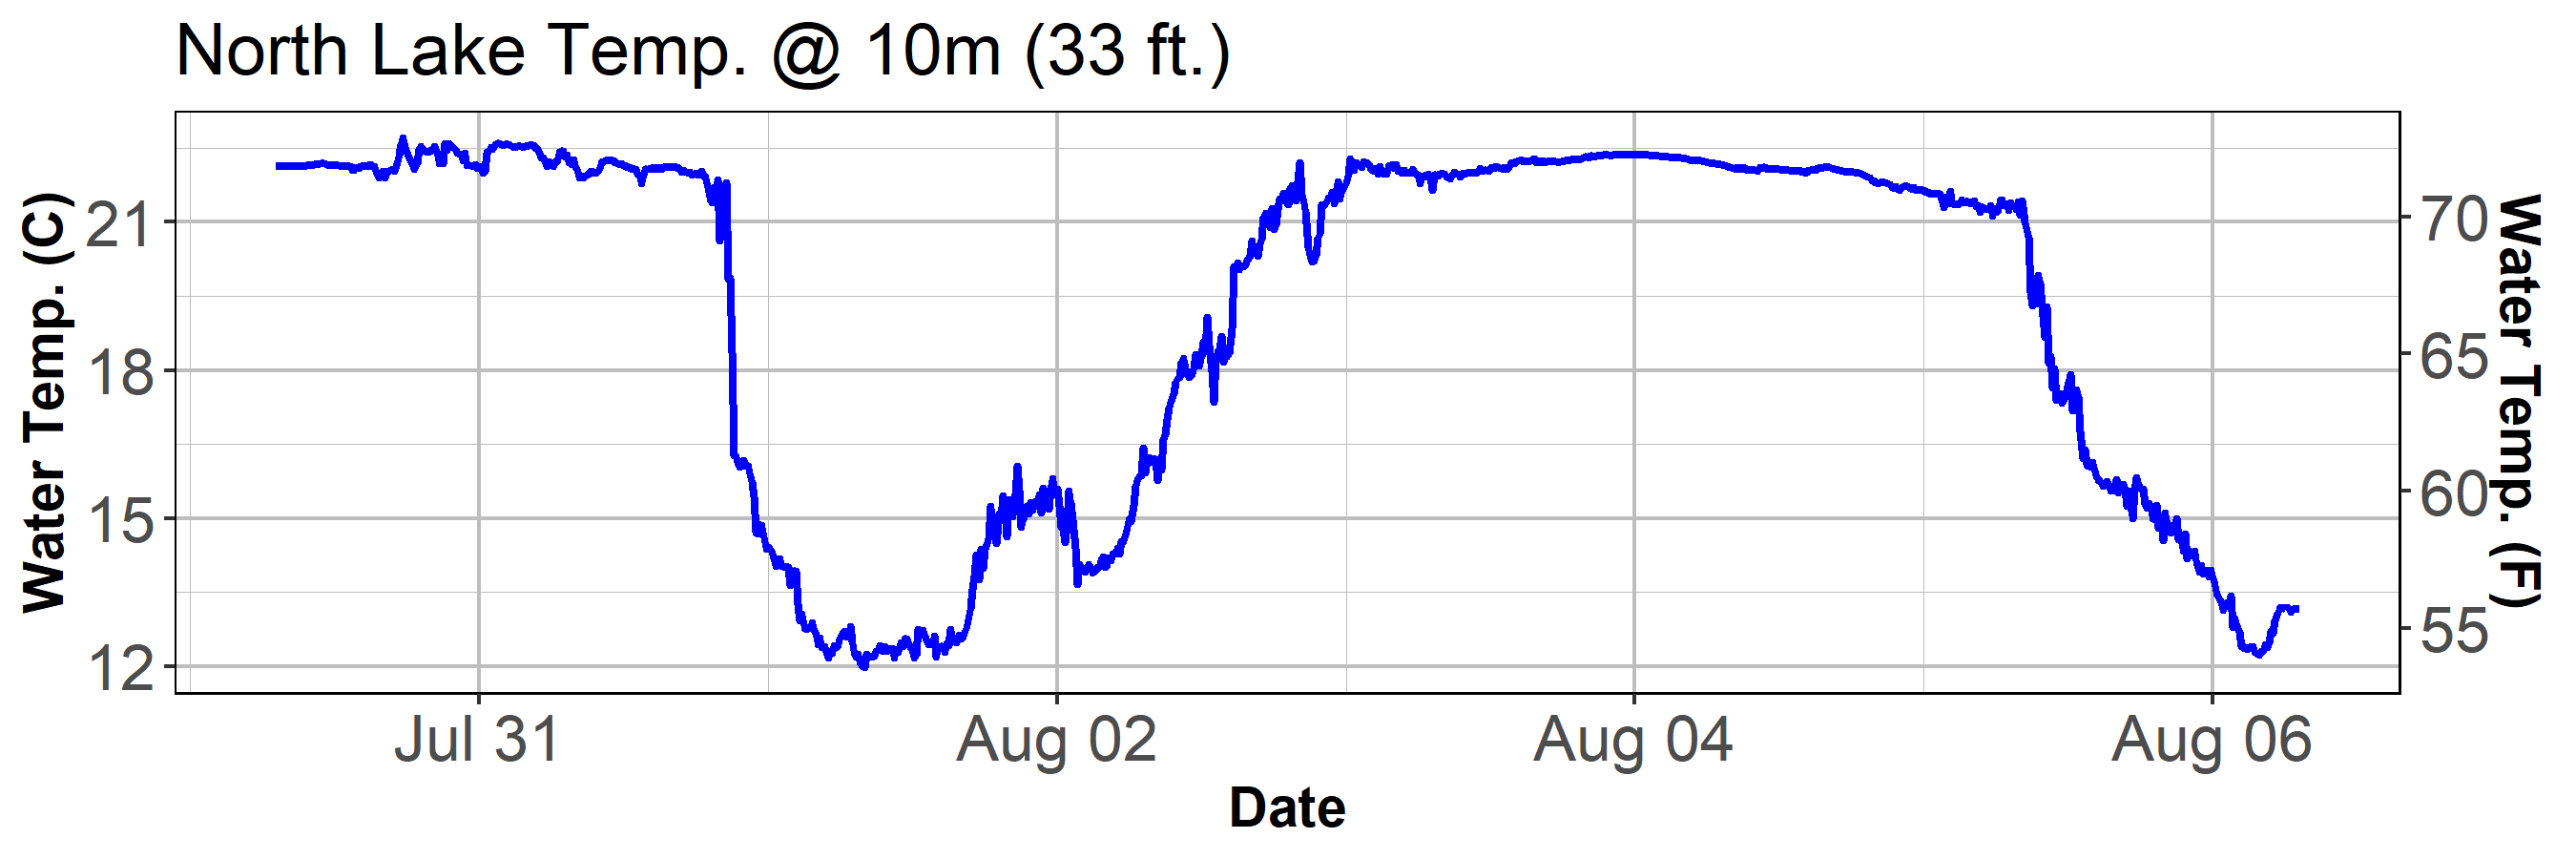 North Lake Temp. @ 10m (33 ft.)
Water Temp. (C)
21
18
15
12
70
65
60
55
Water Temp. (F)
Jul 31
Aug 02
Aug 04
Aug 06
Date